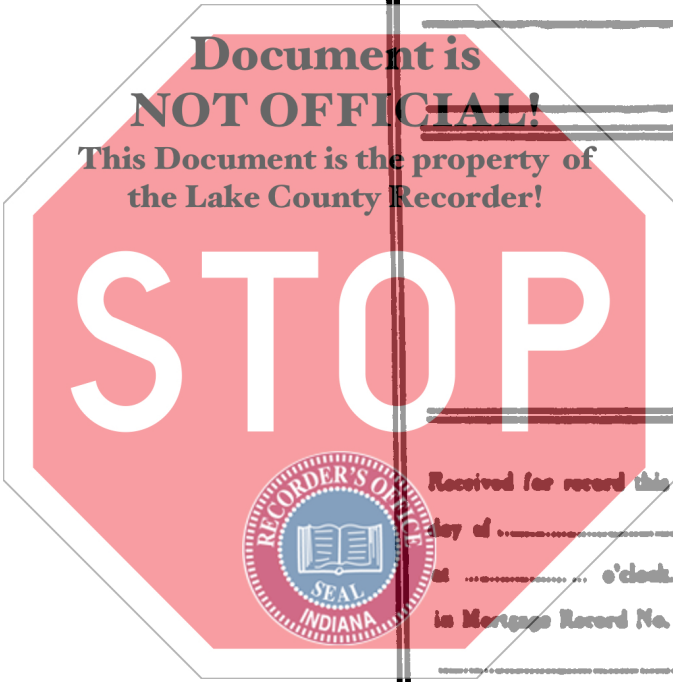 Document is
NOT OFFICIAL!
This Document is the property of
the Lake County Recorder!
STOP
RECORDER'S OFFICE
SEAL
INDIANA
Received for record this
day of
at o'clock
in Mortgage Record No.